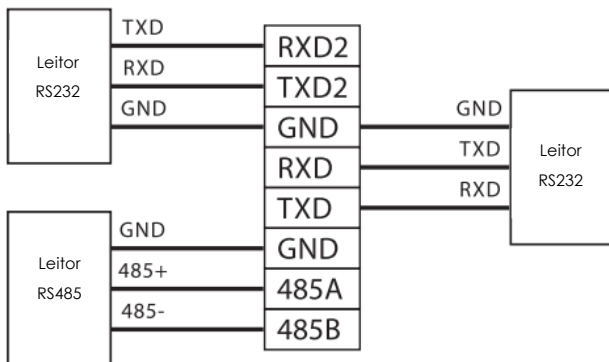 Leitor
RS232
TXD
RXD
GND
RXD2
TXD2
GND
RXD
TXD
GND
485A
485B
GND
TXD
RXD
Leitor
RS232
Leitor
RS485
GND
485+
485-